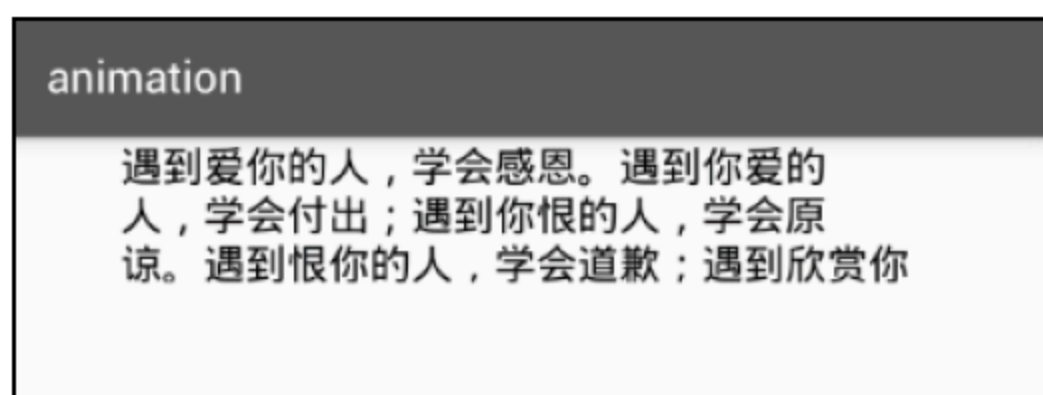 animation
遇到爱你的人，学会感恩。遇到你爱的
人，学会付出；遇到你恨的人，学会原
谅。遇到恨你的人，学会道歉；遇到欣赏你